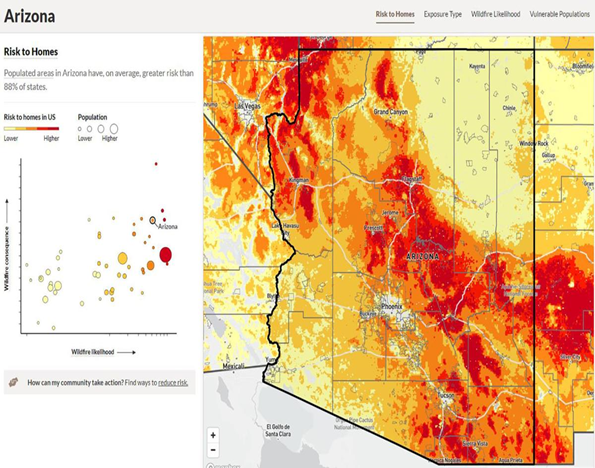 Arizona
Risk to Homes Exposure Type Wildfire Likelihood Vulnerable Populations
Risk to Homes
Populated areas in Arizona have, on average, greater risk than
88% of states.
Risk to homes in US
Lower Higher
Population
Lower Higher
Arizona
Wildfire consequence
Wildfire likelihood
How can my community take action? Find ways to reduce risk.
Page
Kayenta
Bloomfield
Las Vegas
Grand Canyon
Chinle
Window Rock
Gallup
Kingman
Flagstaff
Jerome
Lake Havasu
City
Prescott
ARIZONA
Blythe
Phoenix
Buckeye
Silver City
Mexicali
Yuma
Tucson
El Golfo de
Santa Clara
Sierra Vista
Agua Prieta
+
−